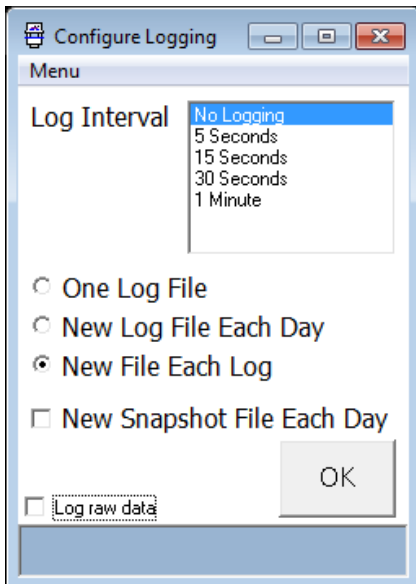 Configure Logging
Menu
Log Interval
No Logging
5 Seconds
15 Seconds
30 Seconds
1 Minute
One Log File
New Log File Each Day
New File Each Log
New Snapshot File Each Day
OK
Log raw data